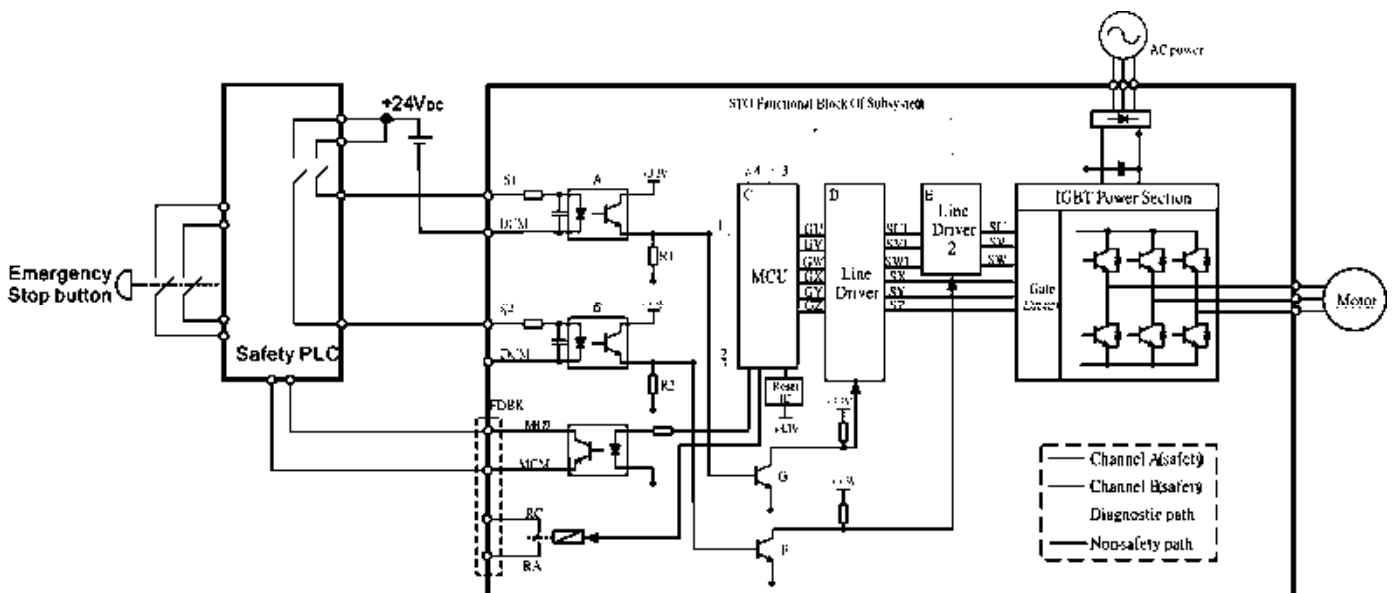 AC power
+24VDC
STO Functional Block Of Subsystem
S1
A
DCM
R1
1
C
MCU
D
Line
Driver
E
Line
Driver
2
GU
GV
GW
GX
GY
GZ
SU1
SV1
SW1
SX
SY
SZ
SU
SV
SW
IGBT Power Section
Gate
Driver
Motor
Emergency
Stop button
Safety PLC
S2
B
DCM
R2
2
Reset
IC
FDBK
MCM
G
F
RC
RA
Channel A(safety)
Channel B(safety)
Diagnostic path
Non-safety path